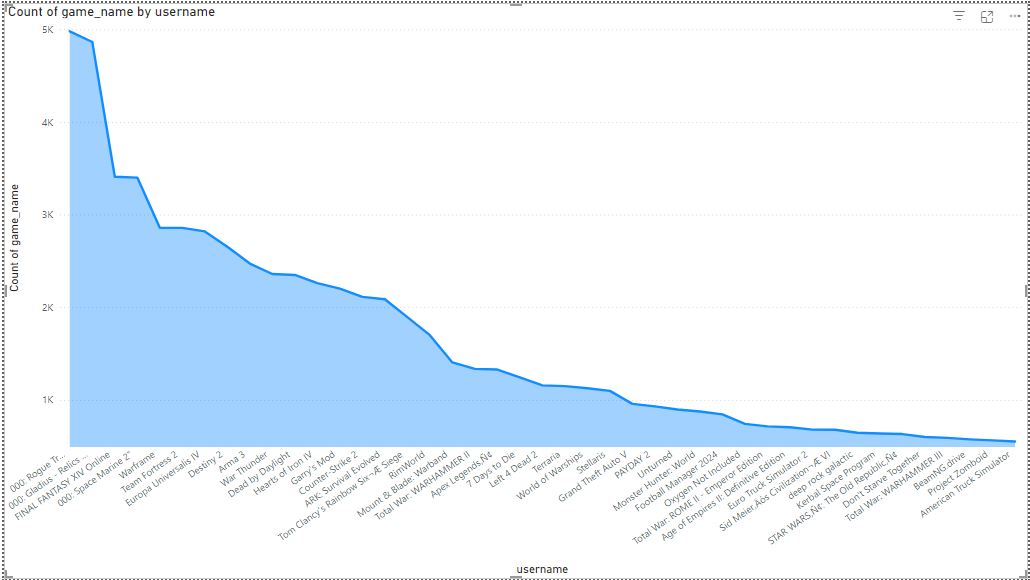 Count of game_name by username
5K
4K
3K
2K
1K
Count of game_name
000: Rogue Tr...
000: Gladius - Relics ...
FINAL FANTASY XIV Online
000: Space Marine 2"
Warframe
Team Fortress 2
Europa Universalis IV
Destiny 2
Arma 3
War Thunder
Dead by Daylight
Hearts of Iron IV
Garry's Mod
Counter-Strike 2
ARK: Survival Evolved
Tom Clancy's Rainbow Six¬Æ Siege
RimWorld
Mount & Blade: Warband
Total War: WARHAMMER II
Apex Legends‚Ñ¢
7 Days to Die
Left 4 Dead 2
Terraria
World of Warships
Stellaris
Grand Theft Auto V
PAYDAY 2
Unturned
Monster Hunter: World
Football Manager 2024
Oxygen Not Included
Total War: ROME II - Emperor Edition
Age of Empires II: Definitive Edition
Euro Truck Simulator 2
Sid Meier‚Äôs Civilization¬Æ VI
deep rock galactic
Kerbal Space Program
STAR WARS‚Ñ¢: The Old Republic‚Ñ¢
Don't Starve Together
Total War: WARHAMMER III
BeamNG drive
Project Zomboid
American Truck Simulator
username